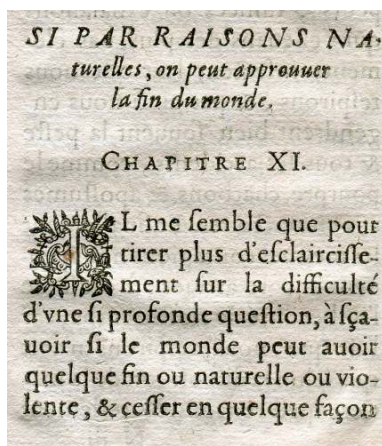 SI PAR RAISONS NA-
turelles, on peut approuuer
la fin du monde.
CHAPITRE XI.
IL me ſemble que pour
tirer plus d'eſclairciſſe-
ment ſur la difficulté
d'vne ſi profonde queſtion, à ſça-
uoir ſi le monde peut auoir
quelque fin ou naturelle ou vio-
lente, & ceſſer en quelque façon